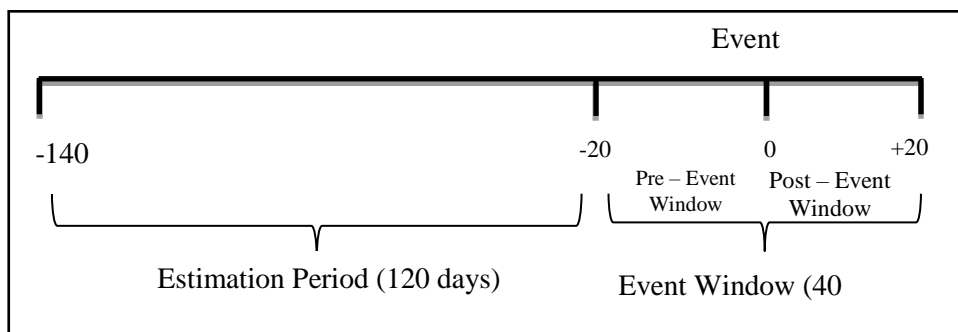 Event
-140
-20
0
+20
Pre – Event
Window
Post – Event
Window
Estimation Period (120 days)
Event Window (40